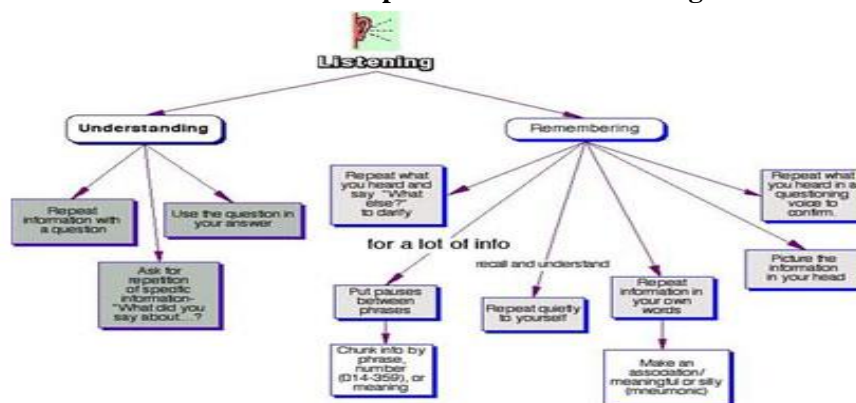 Listening
Understanding
Remembering
Repeat
information with
a question
Use the question in
your answer
Ask for
repetition
of specific
information-
"What did you
say about...?
Repeat what
you heard and
say "What
else?"
to clarify
for a lot of info
Put pauses
between
phrases
Chunk info by
phrase,
number
(014-359), or
meaning
recall and understand
Repeat quietly
to yourself
Repeat
information in
your own
words
Make an
association/
meaningful or silly
(mneumonic)
Repeat what
you heard in a
questioning
voice to
confirm.
Picture the
information
in your head